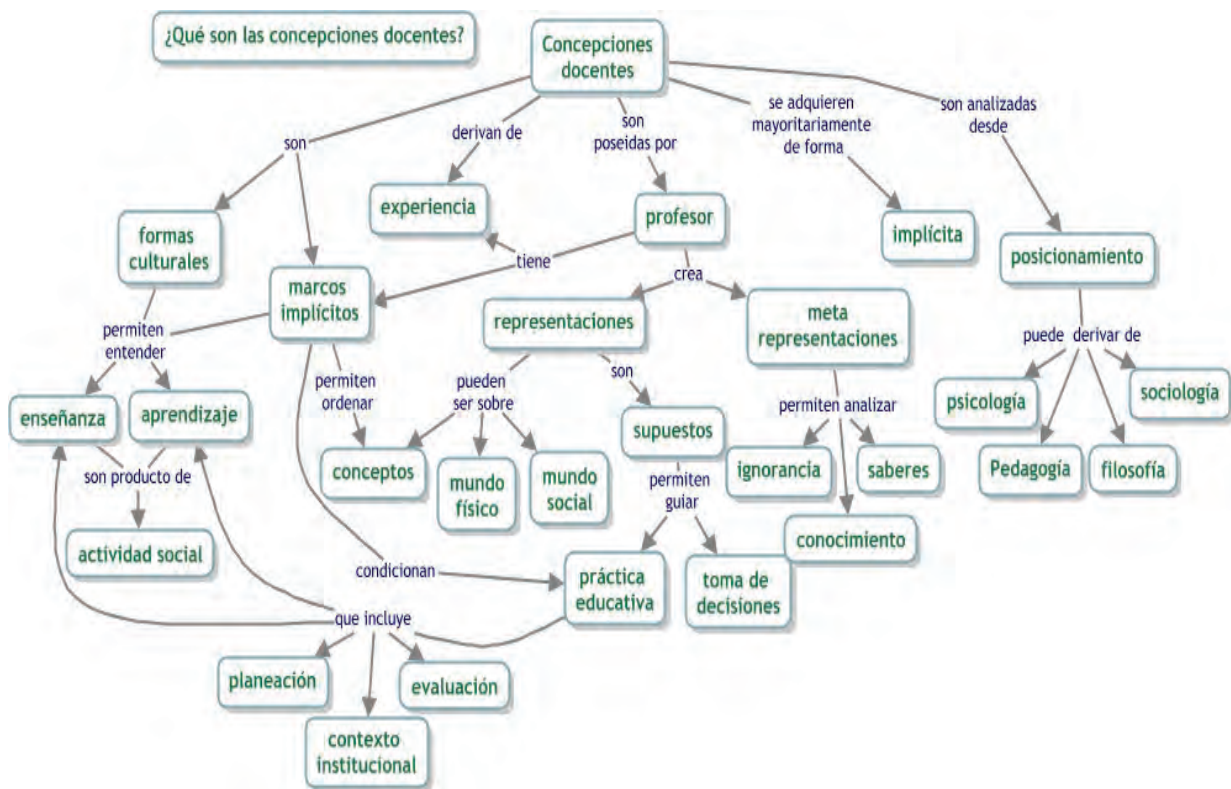 ¿Qué son las concepciones docentes?
Concepciones
docentes
son
derivan de
son
poseidas por
se adquieren
mayoritariamente
de forma
son analizadas
desde
formas
culturales
experiencia
profesor
implícita
posicionamiento
marcos
implícitos
tiene
crea
representaciones
meta
representaciones
permiten
entender
permiten
ordenar
pueden
ser sobre
son
permiten analizar
puede derivar de
enseñanza
aprendizaje
conceptos
mundo
físico
mundo
social
supuestos
ignorancia
saberes
psicología
sociología
Pedagogía
filosofía
son producto de
actividad social
permiten
guiar
conocimiento
condicionan
práctica
educativa
toma de
decisiones
que incluye
planeación
evaluación
contexto
institucional